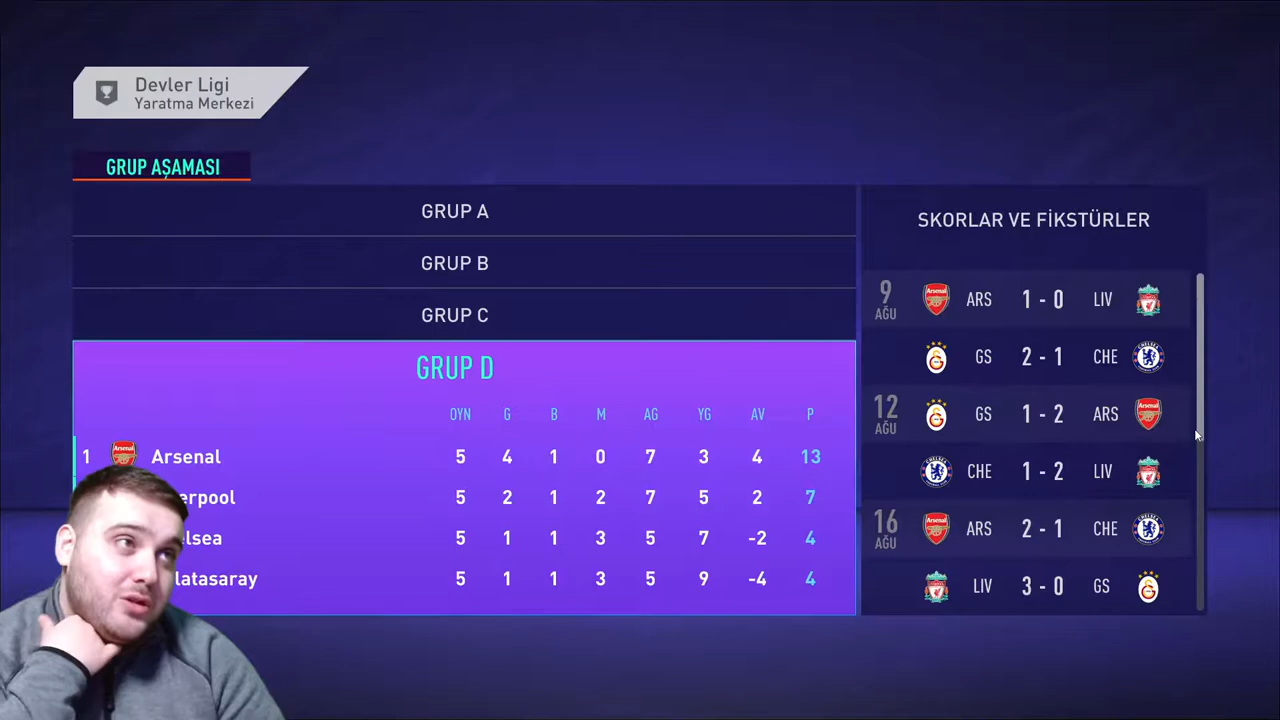 Devler Ligi
Yaratma Merkezi
GRUP AŞAMASI
GRUP A
GRUP B
GRUP C
GRUP D
OYN G B M AG YG AV P
1 Arsenal 5 4 1 0 7 3 4 13
erpool 5 2 1 2 7 5 2 7
elsea 5 1 1 3 5 7 -2 4
latasaray 5 1 1 3 5 9 -4 4
SKORLAR VE FİKSTÜRLER
9 AĞU ARS 1 - 0 LIV
GS 2 - 1 CHE
12 AĞU GS 1 - 2 ARS
CHE 1 - 2 LIV
16 AĞU ARS 2 - 1 CHE
LIV 3 - 0 GS